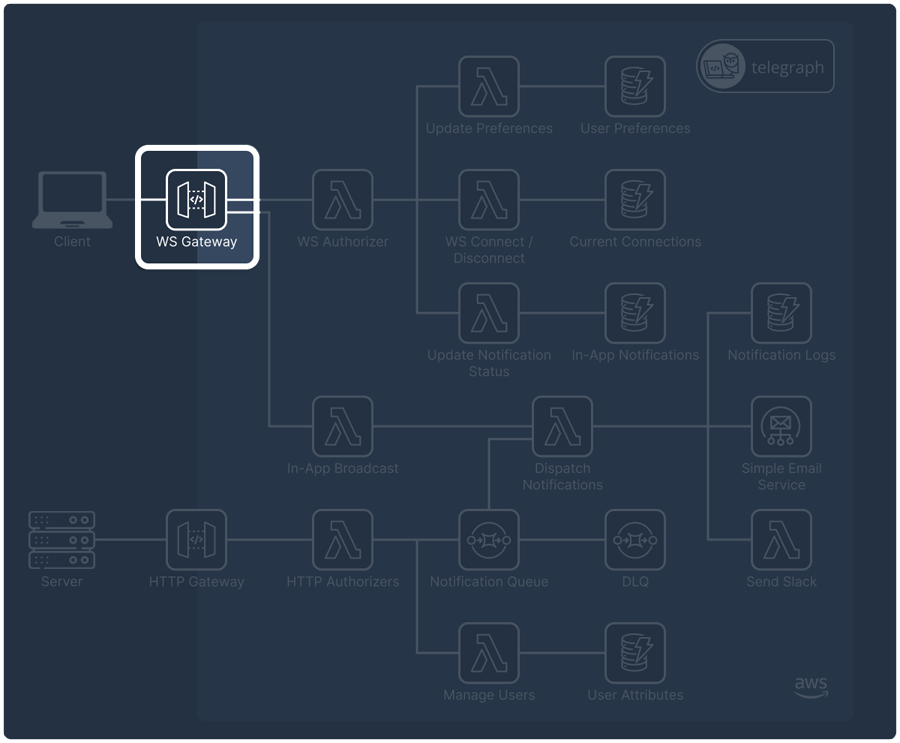 telegraph
Update Preferences
User Preferences
Client
WS Gateway
WS Authorizer
WS Connect /
Disconnect
Current Connections
Update Notification
Status
In-App Notifications
Notification Logs
In-App Broadcast
Dispatch
Notifications
Simple Email
Service
Server
HTTP Gateway
HTTP Authorizers
Notification Queue
DLQ
Send Slack
Manage Users
User Attributes
aws